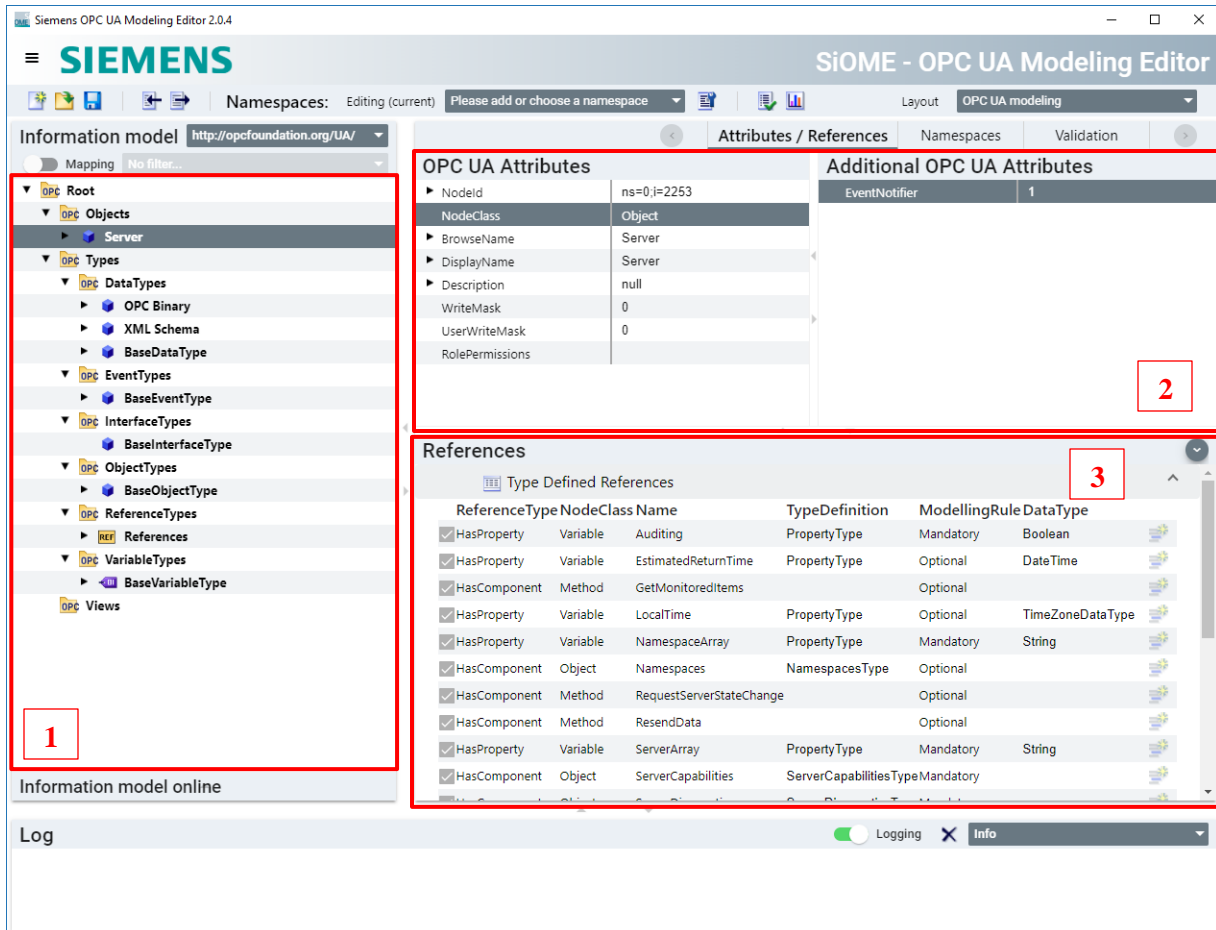 Siemens OPC UA Modeling Editor 2.0.4
SIEMENS
SiOME - OPC UA Modeling Editor
Namespaces: Editing (current) Please add or choose a namespace Layout OPC UA modeling
Information model http://opcfoundation.org/UA/
Mapping No filter...
Root
Objects
Server
Types
DataTypes
OPC Binary
XML Schema
BaseDataType
EventTypes
BaseEventType
InterfaceTypes
BaseInterfaceType
ObjectTypes
BaseObjectType
ReferenceTypes
References
VariableTypes
BaseVariableType
Views
1
Information model online
Attributes / References Namespaces Validation
OPC UA Attributes
NodeId ns=0;i=2253
NodeClass Object
BrowseName Server
DisplayName Server
Description null
WriteMask 0
UserWriteMask 0
RolePermissions
Additional OPC UA Attributes
EventNotifier 1
2
References
3
Type Defined References
ReferenceType NodeClass Name TypeDefinition ModellingRule DataType
HasProperty Variable Auditing PropertyType Mandatory Boolean
HasProperty Variable EstimatedReturnTime PropertyType Optional DateTime
HasComponent Method GetMonitoredItems Optional
HasProperty Variable LocalTime PropertyType Optional TimeZoneDataType
HasProperty Variable NamespaceArray PropertyType Mandatory String
HasComponent Object Namespaces NamespacesType Optional
HasComponent Method RequestServerStateChange Optional
HasComponent Method ResendData Optional
HasProperty Variable ServerArray PropertyType Mandatory String
HasComponent Object ServerCapabilities ServerCapabilitiesType Mandatory
Log
Logging Info